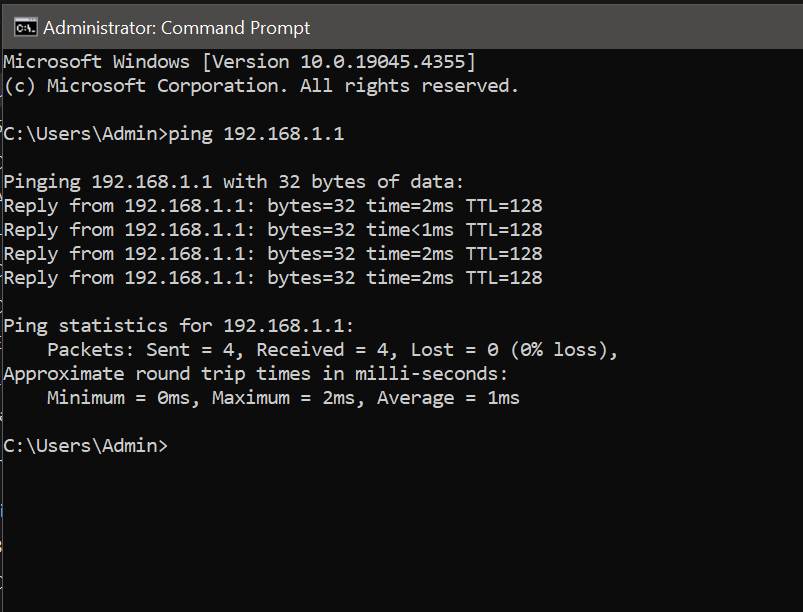 Administrator: Command Prompt
Microsoft Windows [Version 10.0.19045.4355]
(c) Microsoft Corporation. All rights reserved.
C:\Users\Admin>ping 192.168.1.1
Pinging 192.168.1.1 with 32 bytes of data:
Reply from 192.168.1.1: bytes=32 time=2ms TTL=128
Reply from 192.168.1.1: bytes=32 time<1ms TTL=128
Reply from 192.168.1.1: bytes=32 time=2ms TTL=128
Reply from 192.168.1.1: bytes=32 time=2ms TTL=128
Ping statistics for 192.168.1.1:
    Packets: Sent = 4, Received = 4, Lost = 0 (0% loss),
Approximate round trip times in milli-seconds:
    Minimum = 0ms, Maximum = 2ms, Average = 1ms
C:\Users\Admin>